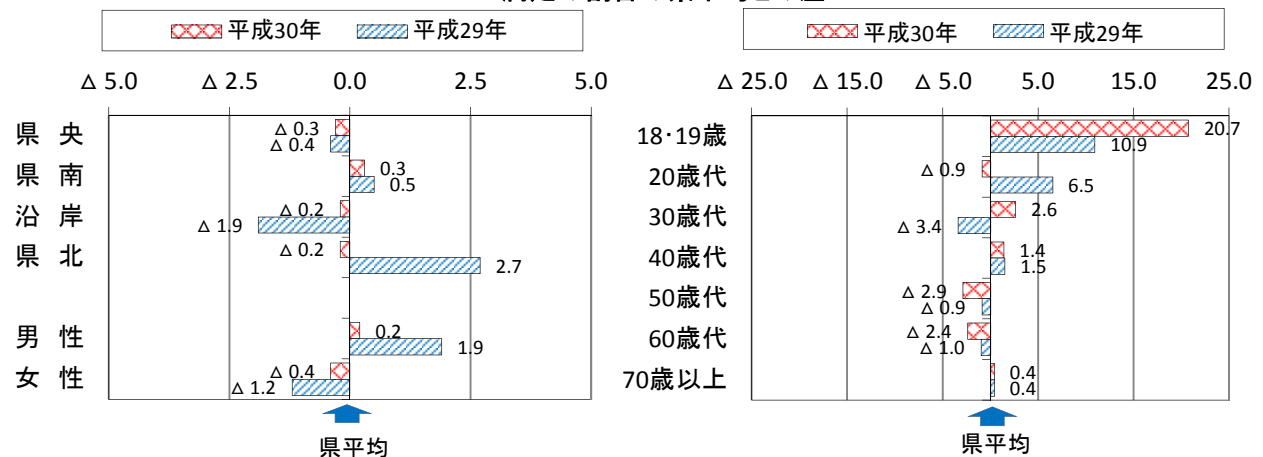 平成30年 平成29年
△ 5.0 △ 2.5 0.0 2.5 5.0
県 央 △ 0.3
△ 0.4
県 南 0.3
0.5
沿 岸 △ 0.2
△ 1.9
県 北 △ 0.2
2.7
男 性 0.2
1.9
女 性 △ 0.4
△ 1.2
県平均
平成30年 平成29年
△ 25.0 △ 15.0 △ 5.0 5.0 15.0 25.0
18･19歳 20.7
10.9
20歳代 △ 0.9
6.5
30歳代 2.6
△ 3.4
40歳代 1.4
1.5
50歳代 △ 2.9
△ 0.9
60歳代 △ 2.4
△ 1.0
70歳以上 0.4
0.4
県平均